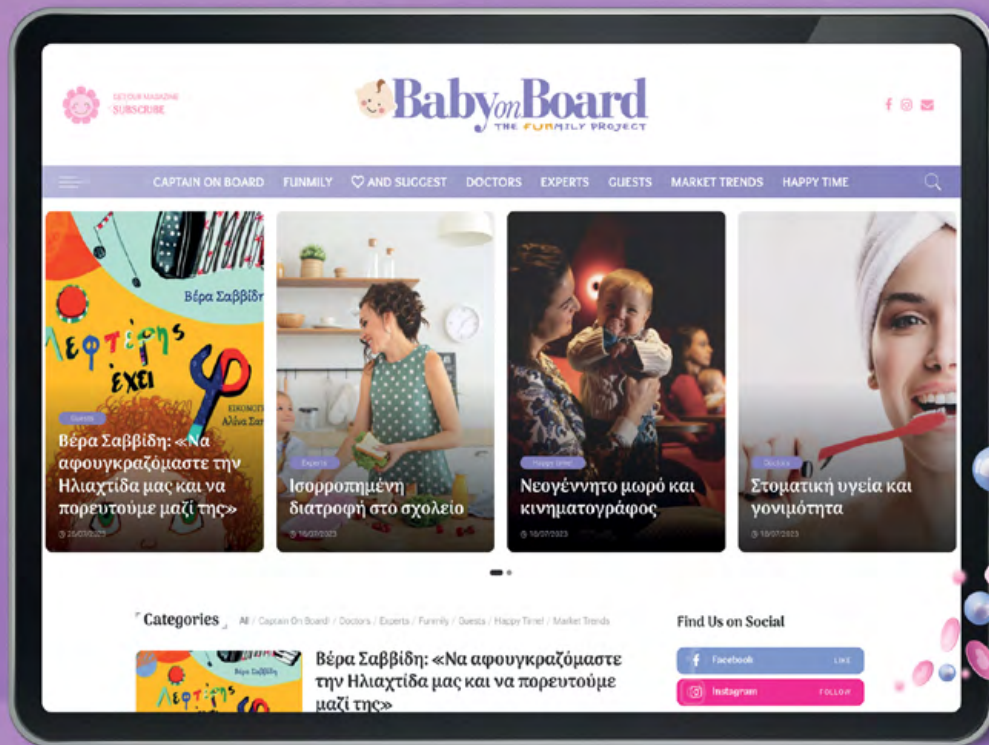 GET OUR MAGAZINE
SUBSCRIBE
BabyonBoard
THE FUNMILY PROJECT
CAPTAIN ON BOARD FUNMILY ♡ AND SUGGEST DOCTORS EXPERTS GUESTS MARKET TRENDS HAPPY TIME
Βέρα Σαββίδη
Λεφτέρης
έχει
φ
Guests
Βέρα Σαββίδη: «Να
αφουγκραζόμαστε την
Ηλιαχτίδα μας και να
πορευτούμε μαζί της»
Experts
Ισορροπημένη
διατροφή στο σχολείο
18/07/2023
Happy time!
Νεογέννητο μωρό και
κινηματογράφος
18/07/2023
Doctors
Στοματική υγεία και
γονιμότητα
18/07/2023
Categories All / Captain On Board! / Doctors / Experts / Funmily / Guests / Happy Time! / Market Trends
Βέρα Σαββίδη: «Να αφουγκραζόμαστε
την Ηλιαχτίδα μας και να πορευτούμε
μαζί της»
Find Us on Social
Facebook LIKE
Instagram FOLLOW